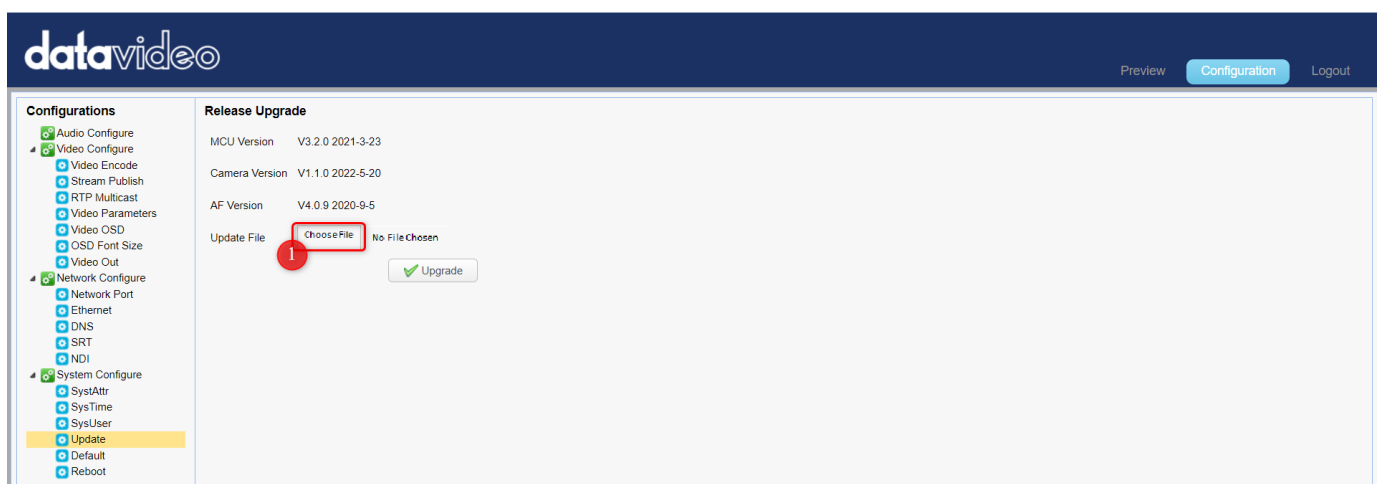 datavideo
Preview Configuration Logout
Configurations
Audio Configure
Video Configure
Video Encode
Stream Publish
RTP Multicast
Video Parameters
Video OSD
OSD Font Size
Video Out
Network Configure
Network Port
Ethernet
DNS
SRT
NDI
System Configure
SystAttr
SysTime
SysUser
Update
Default
Reboot
Release Upgrade
MCU Version V3.2.0 2021-3-23
Camera Version V1.1.0 2022-5-20
AF Version V4.0.9 2020-9-5
Update File Choose File No File Chosen
1
Upgrade